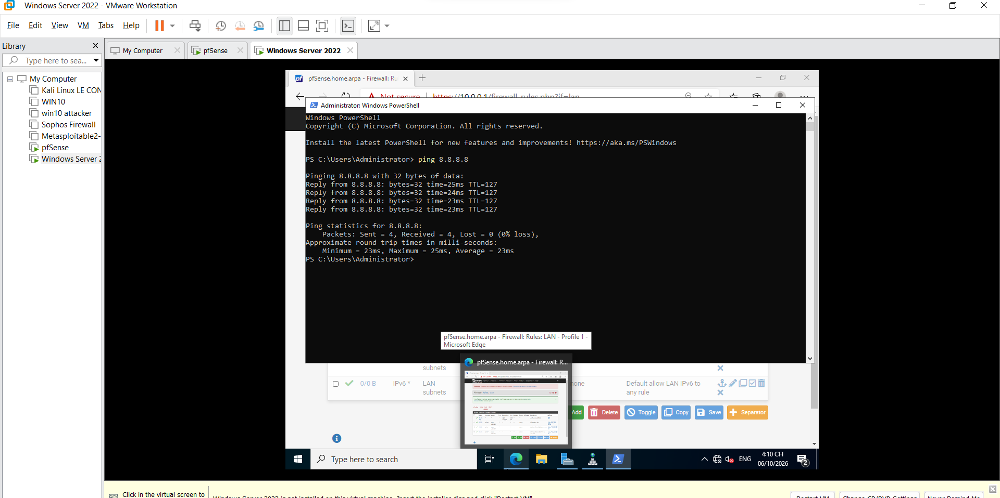 Windows Server 2022 - VMware Workstation
File Edit View VM Tabs Help
Library
Type here to sea...
My Computer
Kali Linux LE CON
WIN10
win10 attacker
Sophos Firewall
Metasploitable2-
pfSense
Windows Server 2
My Computer
pfSense
Windows Server 2022
pfSense.home.arpa - Firewall: Ru
Not secure https://10.0.0.1/firewall_rules.php?if=lan
Administrator: Windows PowerShell
Windows PowerShell
Copyright (C) Microsoft Corporation. All rights reserved.
Install the latest PowerShell for new features and improvements! https://aka.ms/PSWindows
PS C:\Users\Administrator> ping 8.8.8.8
Pinging 8.8.8.8 with 32 bytes of data:
Reply from 8.8.8.8: bytes=32 time=25ms TTL=127
Reply from 8.8.8.8: bytes=32 time=24ms TTL=127
Reply from 8.8.8.8: bytes=32 time=23ms TTL=127
Reply from 8.8.8.8: bytes=32 time=23ms TTL=127
Ping statistics for 8.8.8.8:
Packets: Sent = 4, Received = 4, Lost = 0 (0% loss),
Approximate round trip times in milli-seconds:
Minimum = 23ms, Maximum = 25ms, Average = 23ms
PS C:\Users\Administrator>
pfSense.home.arpa - Firewall: Rules: LAN - Profile 1 -
Microsoft Edge
pfSense.home.arpa - Firewall: R...
subnets
0/0 B IPv6 * LAN none Default allow LAN IPv6 to
subnets any rule
Add Delete Toggle Copy Save Separator
Type here to search
ENG
4:10 CH
06/10/2026
2
Click in the virtual screen to
Windows Server 2022 is not installed on this virtual machine. Insert the installer disc and click "Restart VM".
Restart VM Change CD/DVD Settings Never Remind Me